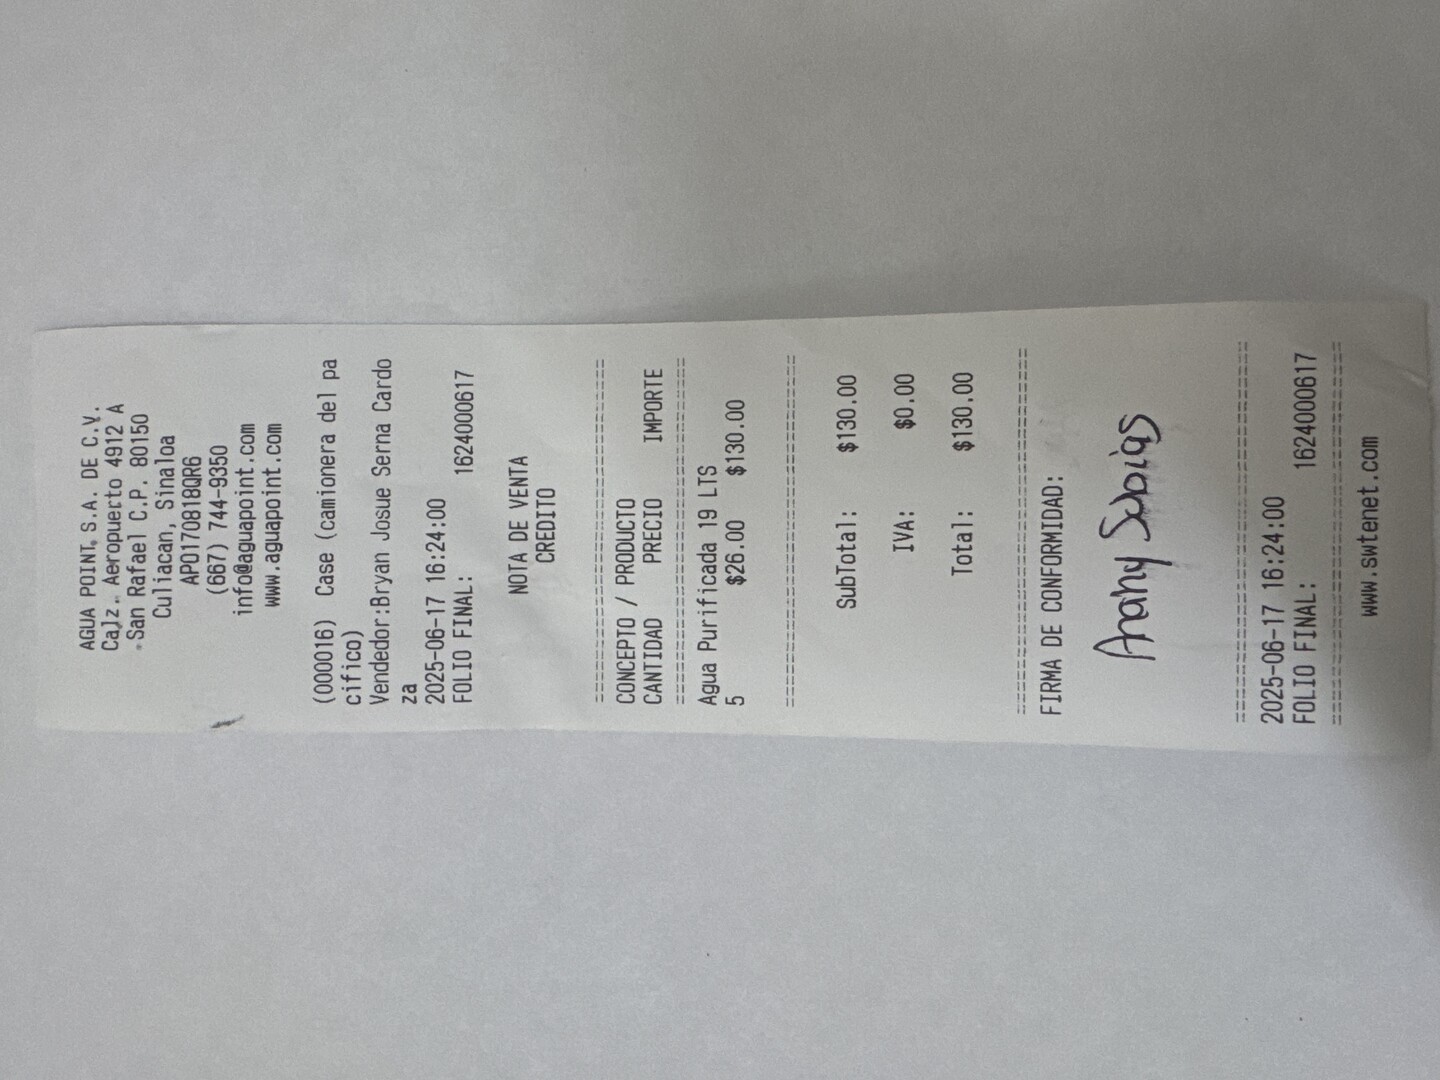 AGUA POINT, S.A. DE C.V.
Calz. Aeropuerto 4912 A
San Rafael C.P. 80150
Culiacan, Sinaloa
APO170818QR6
(667) 744-9350
info@aguapoint.com
www.aguapoint.com
(000016) Case (camionera del pa
cifico)
Vendedor:Bryan Josue Serna Cardo
za
2025-06-17 16:24:00
FOLIO FINAL: 1624000617
NOTA DE VENTA
CREDITO
================================
CONCEPTO / PRODUCTO
CANTIDAD PRECIO IMPORTE
================================
Agua Purificada 19 LTS
5 $26.00 $130.00
================================
SubTotal: $130.00
IVA: $0.00
Total: $130.00
================================
FIRMA DE CONFORMIDAD:
================================
2025-06-17 16:24:00
FOLIO FINAL: 1624000617
================================
www.swtenet.com